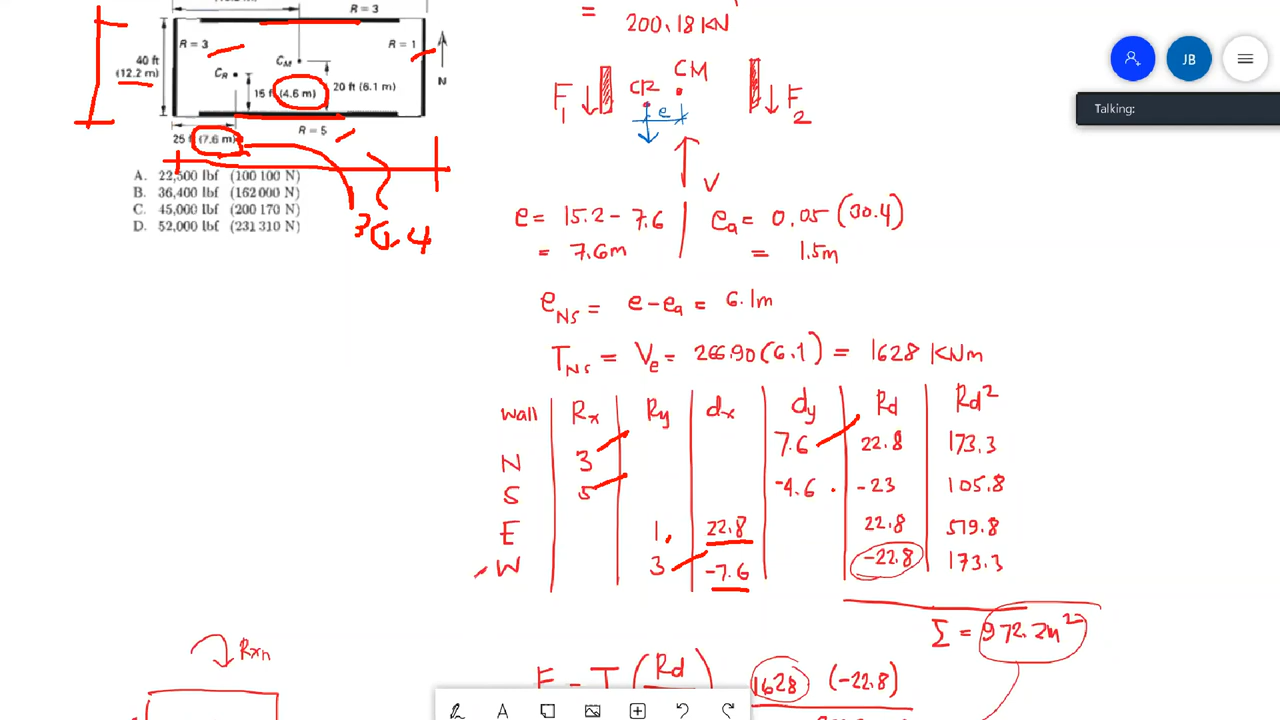 R = 3
= 200.18 KN
R = 3
R = 1
40 ft
(12.2 m)
CM
CR
15 ft (4.6 m)
20 ft (6.1 m)
N
R = 5
25 ft (7.6 m)
A. 22,500 lbf (100 100 N)
B. 36,400 lbf (162 000 N)
C. 45,000 lbf (200 170 N)
D. 52,000 lbf (231 310 N)
30.4
F1
CR
CM
e
F2
V
JB
Talking:
e = 15.2 - 7.6
= 7.6m
ea = 0.05 (30.4)
= 1.5m
eNS = e - ea = 6.1m
TNS = Ve = 266.90 (6.1) = 1628 KNm
Wall Rx Ry dx dy Rd Rd²
N 3 7.6 22.8 173.3
S 5 -4.6 -23 105.8
E 1 22.8 22.8 519.8
W 3 -7.6 -22.8 173.3
Σ = 972.2m²
Rxn
F = T ( Rd
1628 (-22.8)